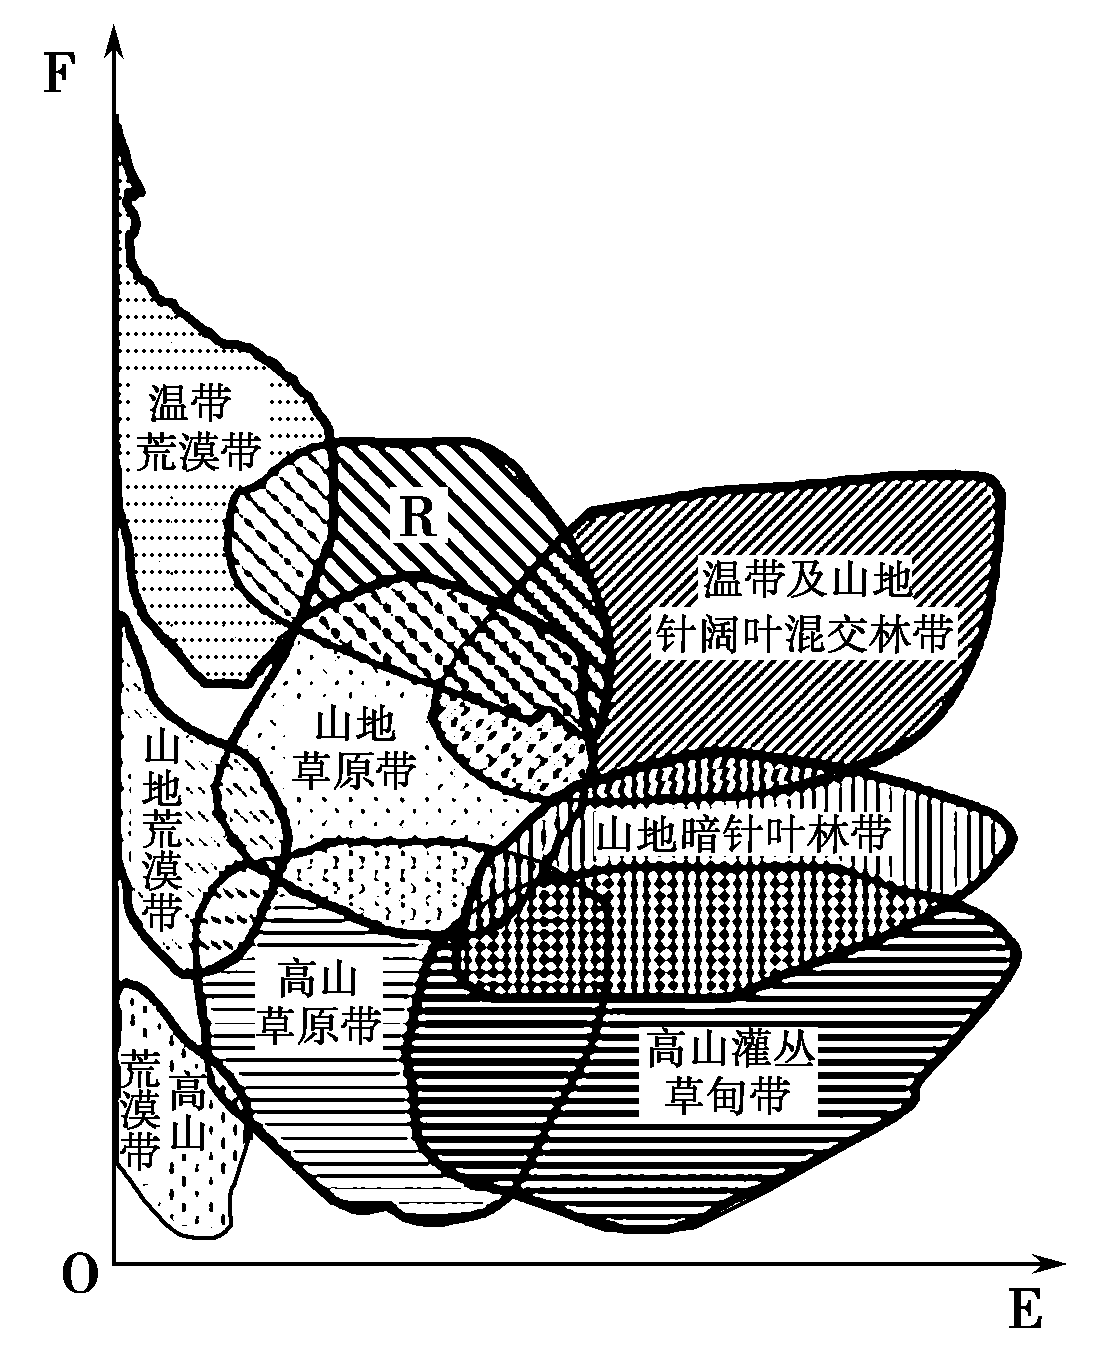 F
温带
荒漠带
R
温带及山地
针阔叶混交林带
山地
草原带
山地荒漠带
山地暗针叶林带
高山
草原带
高山
荒漠带
高山灌丛
草甸带
O
E